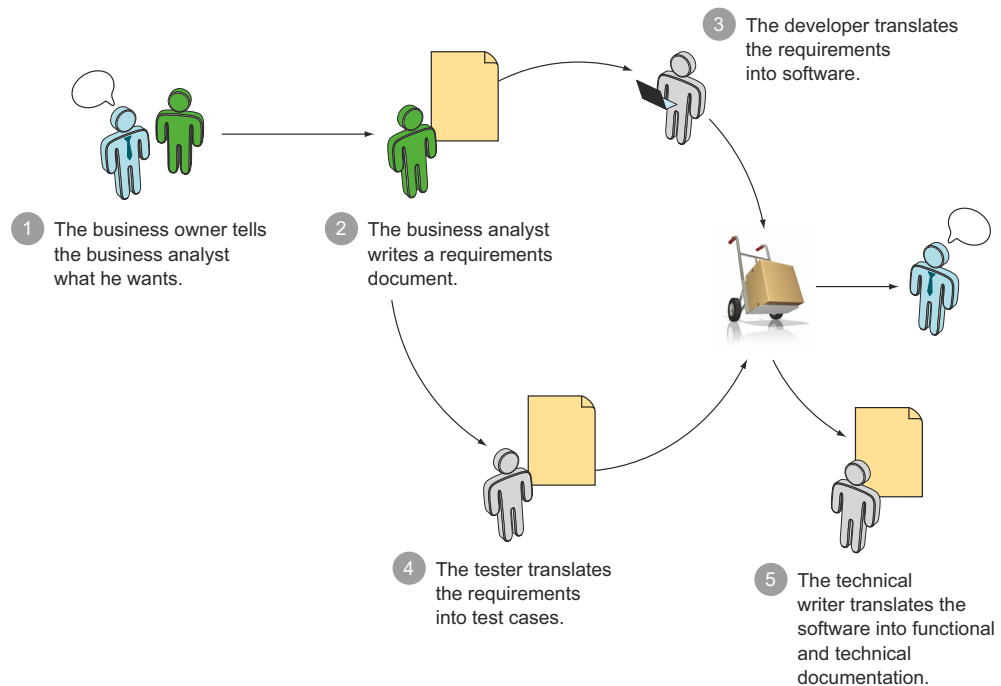 1 The business owner tells
the business analyst
what he wants.
2 The business analyst
writes a requirements
document.
3 The developer translates
the requirements
into software.
4 The tester translates
the requirements
into test cases.
5 The technical
writer translates the
software into functional
and technical
documentation.